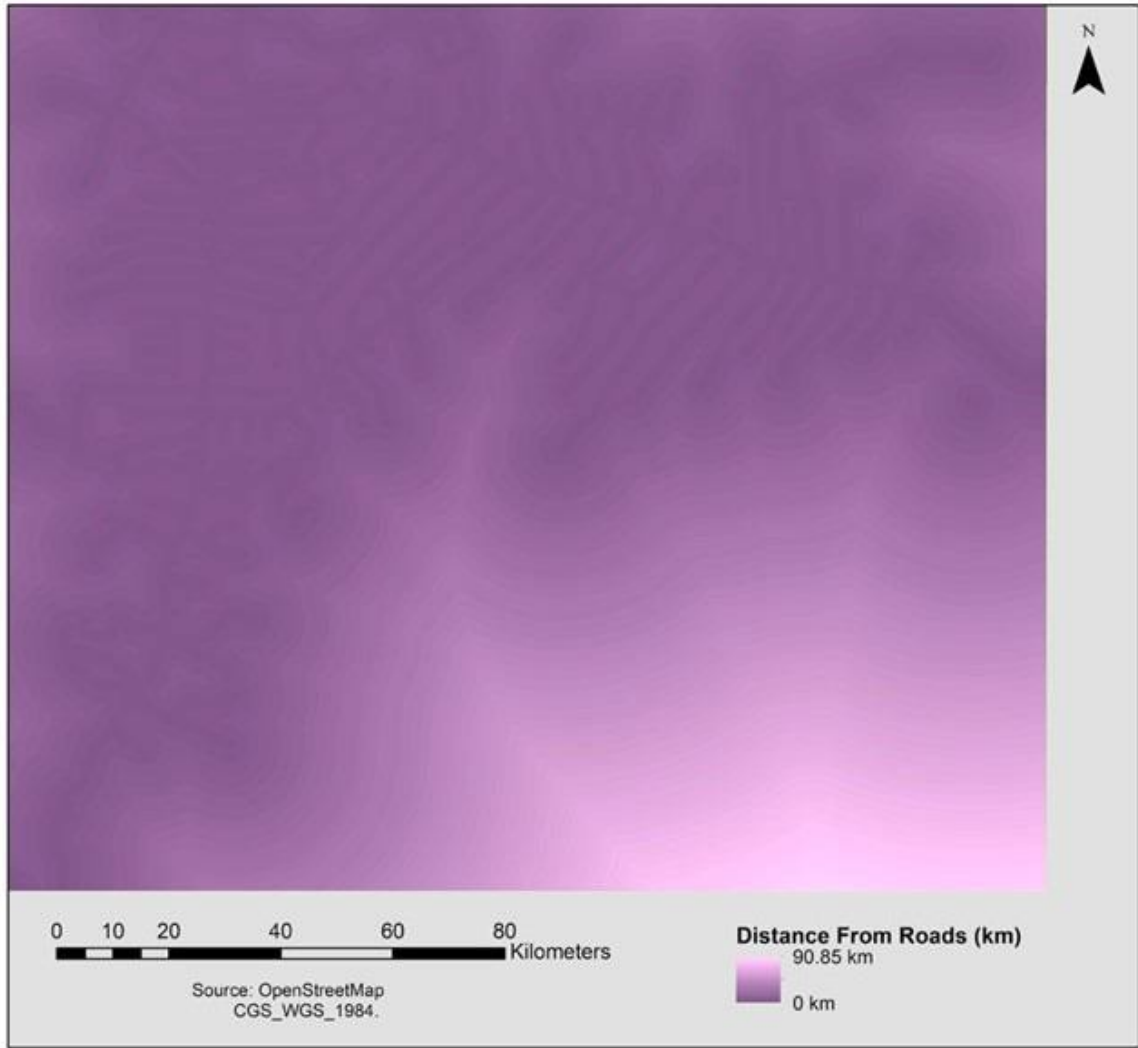 N
0 10 20 40 60 80
Kilometers
Source: OpenStreetMap
CGS_WGS_1984.
Distance From Roads (km)
90.85 km
0 km